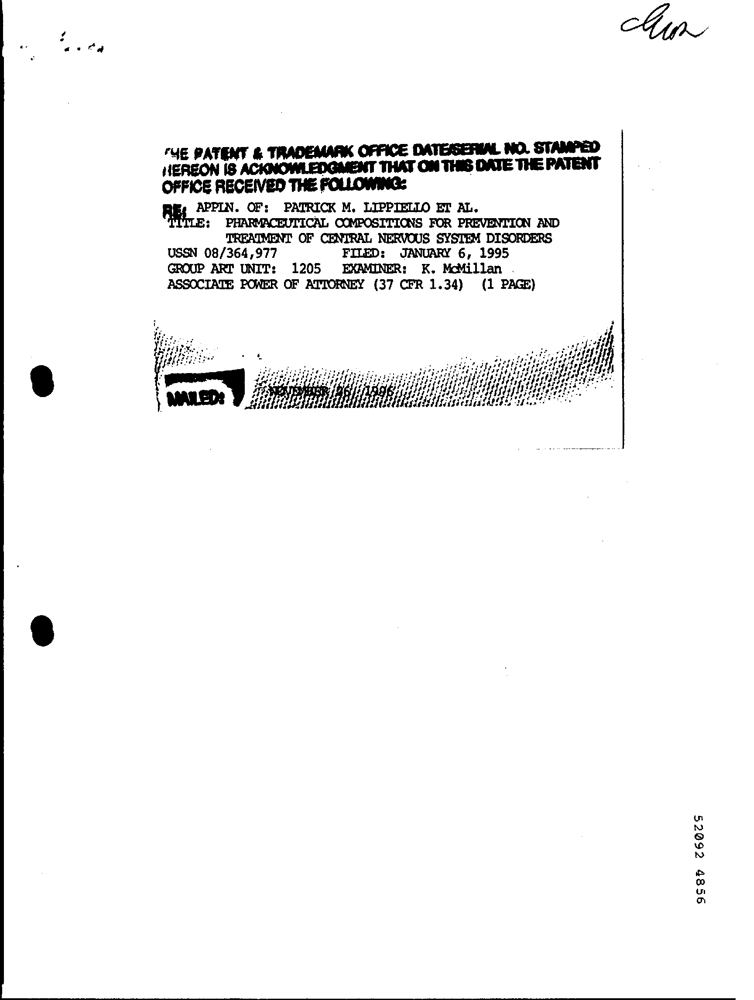 THE PATENT & TRADEMARK OFFICE DATE/SERIAL NO. STAMPED
HEREON IS ACKNOWLEDGMENT THAT ON THIS DATE THE PATENT
OFFICE RECEIVED THE FOLLOWING:
RE: APPLN. OF: PATRICK M. LIPPIELLO ET AL.
TITLE: PHARMACEUTICAL COMPOSITIONS FOR PREVENTION AND
TREATMENT OF CENTRAL NERVOUS SYSTEM DISORDERS
USSN 08/364,977 FILED: JANUARY 6, 1995
GROUP ART UNIT: 1205 EXAMINER: K. McMillan
ASSOCIATE POWER OF ATTORNEY (37 CFR 1.34) (1 PAGE)
MAILED: NOVEMBER 26, 1996
52092 4856